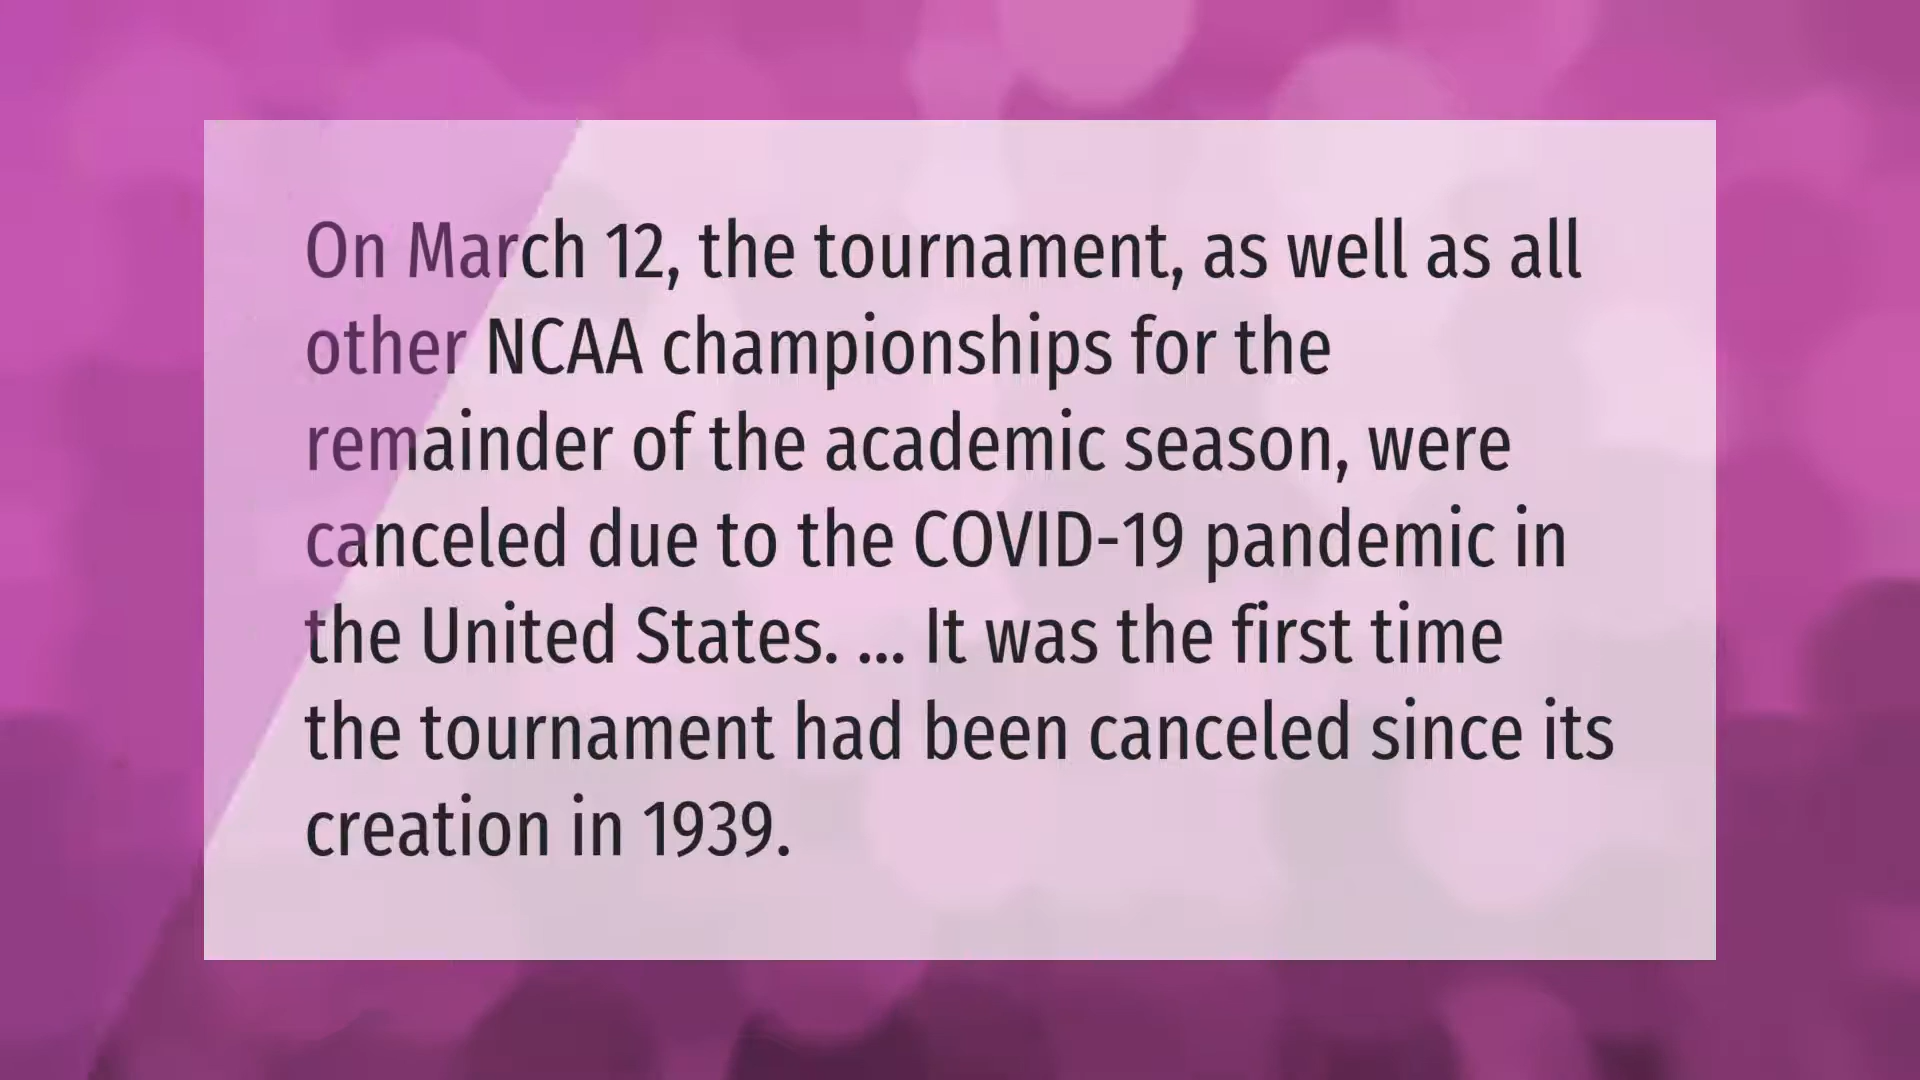 On March 12, the tournament, as well as all
other NCAA championships for the
remainder of the academic season, were
canceled due to the COVID-19 pandemic in
the United States. ... It was the first time
the tournament had been canceled since its
creation in 1939.